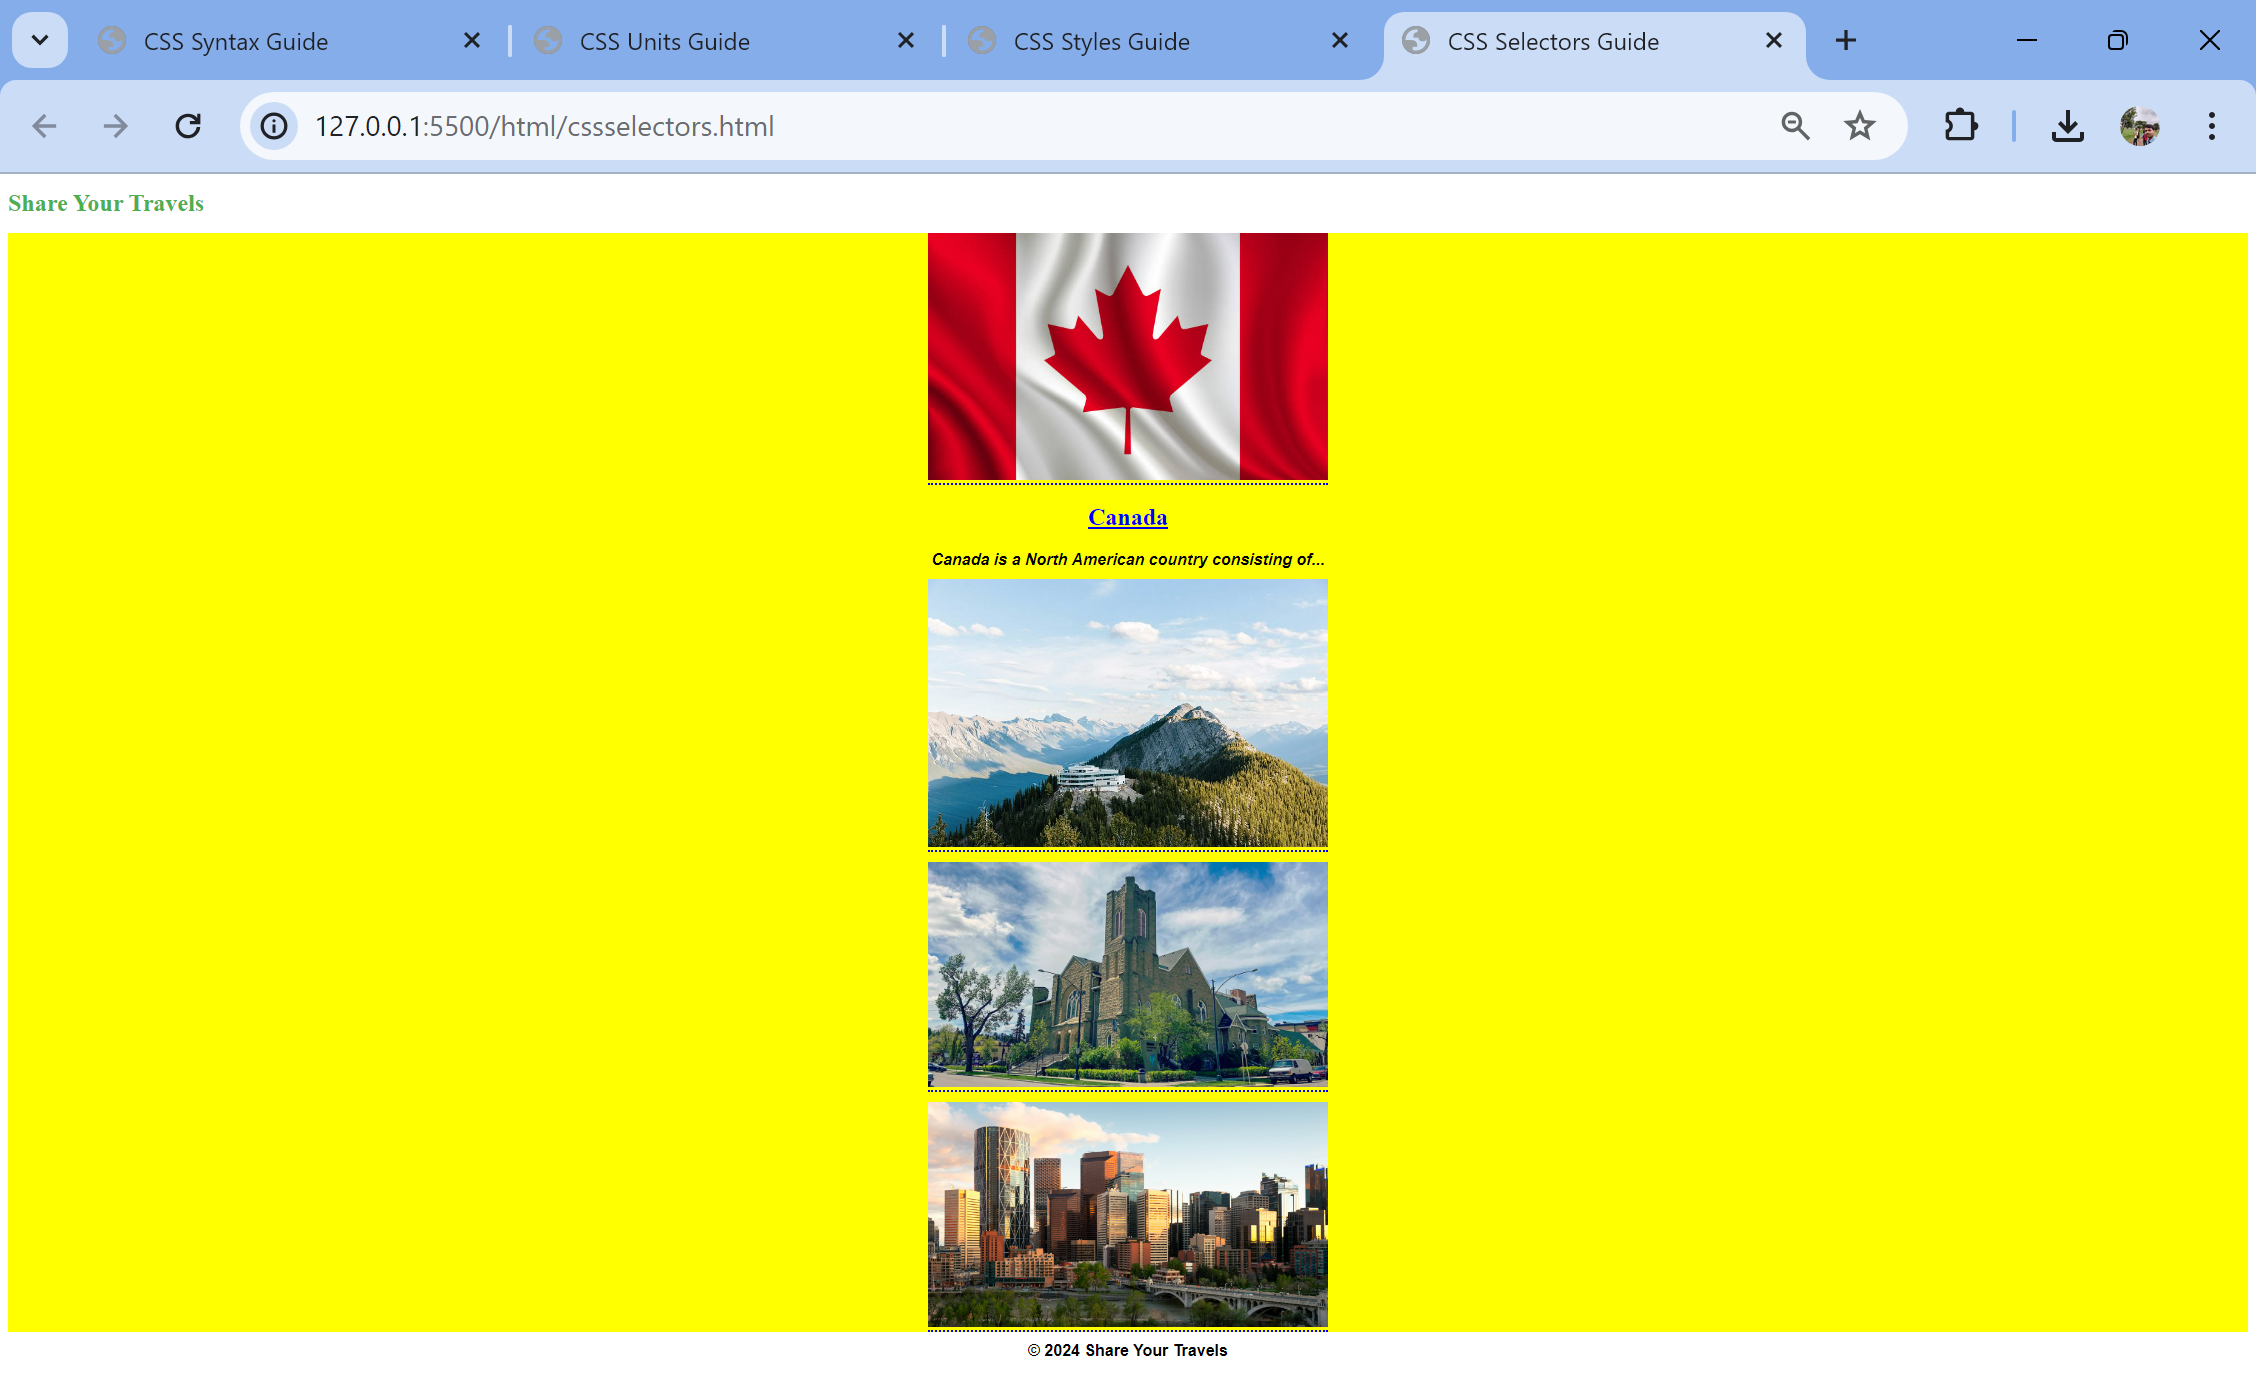 CSS Syntax Guide
CSS Units Guide
CSS Styles Guide
CSS Selectors Guide
127.0.0.1:5500/html/cssselectors.html
Share Your Travels
Canada
Canada is a North American country consisting of...
© 2024 Share Your Travels